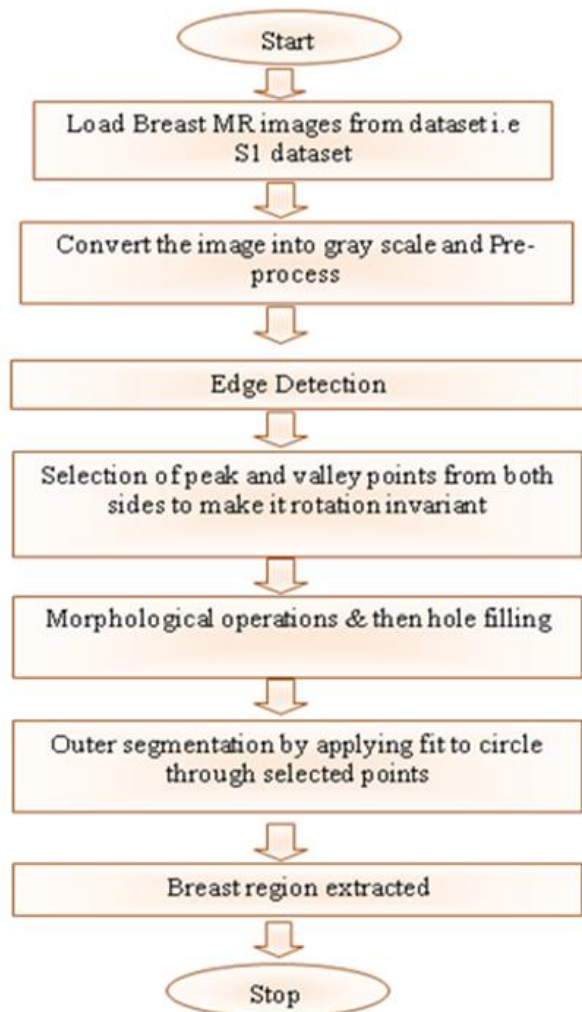 Start
Load Breast MR images from dataset i.e
S1 dataset
Convert the image into gray scale and Pre-
process
Edge Detection
Selection of peak and valley points from both
sides to make it rotation invariant
Morphological operations & then hole filling
Outer segmentation by applying fit to circle
through selected points
Breast region extracted
Stop